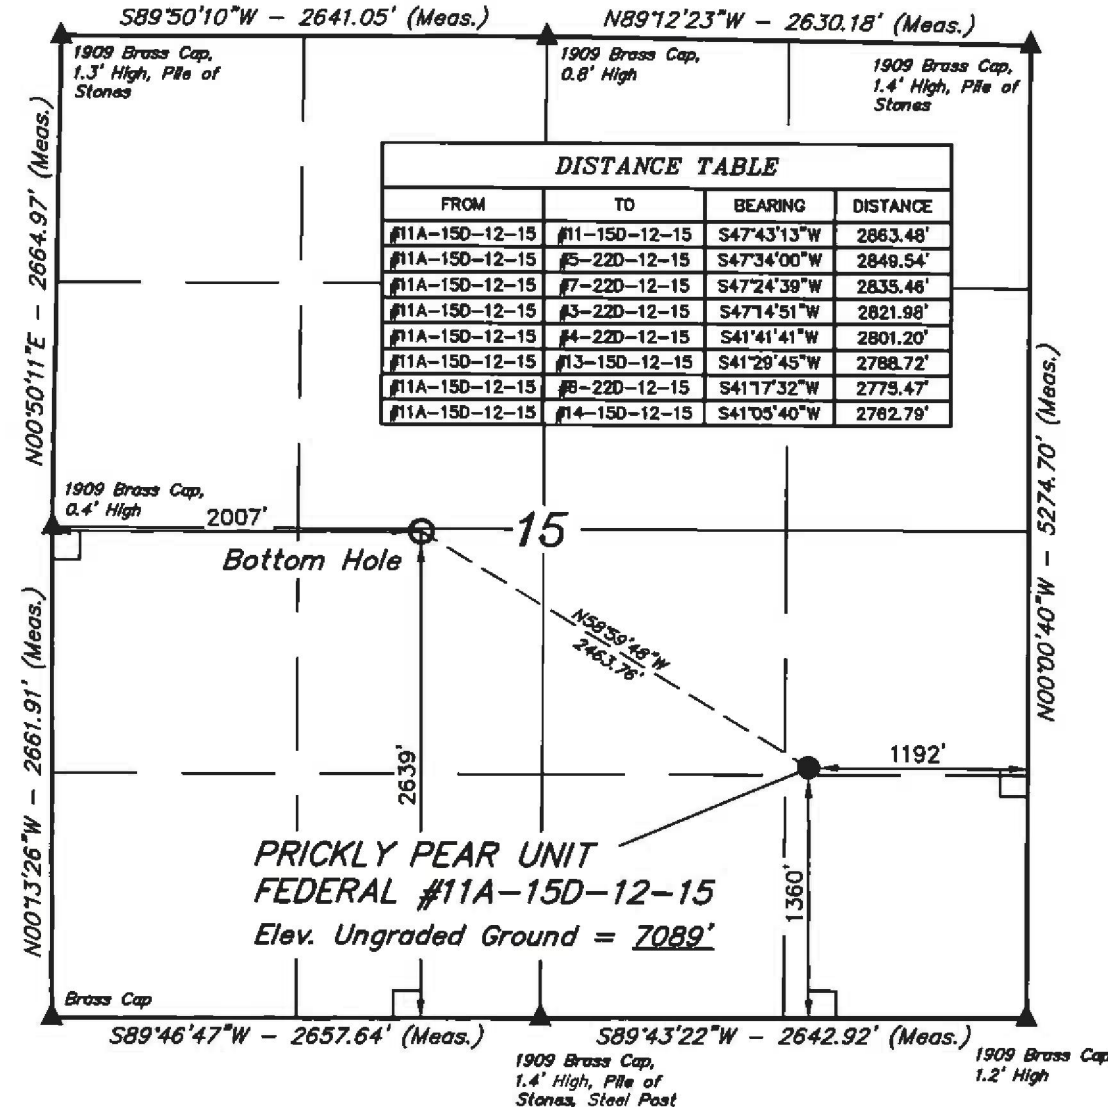 S89°50'10"W – 2641.05' (Meas.)
N89°12'23"W – 2630.18' (Meas.)
1909 Brass Cap,
1.3' High, Pile of
Stones
1909 Brass Cap,
0.8' High
1909 Brass Cap,
1.4' High, Pile of
Stones
N00°50'11"E – 2664.97' (Meas.)
DISTANCE TABLE
FROM TO BEARING DISTANCE
#11A-15D-12-15 #11-15D-12-15 S47°43'13"W 2863.48'
#11A-15D-12-15 #5-22D-12-15 S47°34'00"W 2849.54'
#11A-15D-12-15 #7-22D-12-15 S47°24'39"W 2835.46'
#11A-15D-12-15 #3-22D-12-15 S47°14'51"W 2821.98'
#11A-15D-12-15 #4-22D-12-15 S41°41'41"W 2801.20'
#11A-15D-12-15 #13-15D-12-15 S41°29'45"W 2788.72'
#11A-15D-12-15 #6-22D-12-15 S41°17'32"W 2775.47'
#11A-15D-12-15 #14-15D-12-15 S41°05'40"W 2762.79'
N00°00'40"W – 5274.70' (Meas.)
1909 Brass Cap,
0.4' High
2007'
15
Bottom Hole
N58°59'48"W
2463.76'
N00°13'26"W – 2661.91' (Meas.)
2639'
1192'
1360'
PRICKLY PEAR UNIT
FEDERAL #11A-15D-12-15
Elev. Ungraded Ground = 7089'
Brass Cap
S89°46'47"W – 2657.64' (Meas.)
S89°43'22"W – 2642.92' (Meas.)
1909 Brass Cap,
1.4' High, Pile of
Stones, Steel Post
1909 Brass Cap
1.2' High